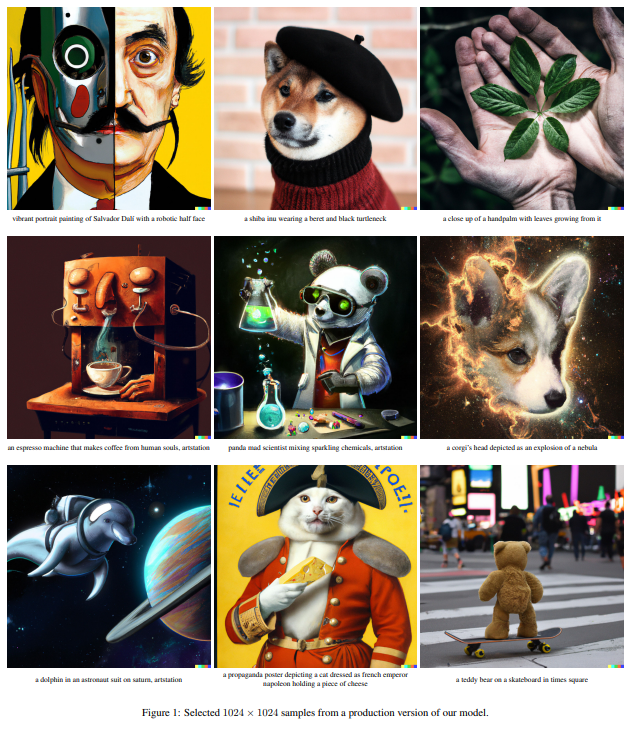 vibrant portrait painting of Salvador Dalí with a robotic half face
a shiba inu wearing a beret and black turtleneck
a close up of a handpalm with leaves growing from it
an espresso machine that makes coffee from human souls, artstation
panda mad scientist mixing sparkling chemicals, artstation
a corgi's head depicted as an explosion of a nebula
a dolphin in an astronaut suit on saturn, artstation
a propaganda poster depicting a cat dressed as french emperor
napoleon holding a piece of cheese
a teddy bear on a skateboard in times square
Figure 1: Selected 1024 × 1024 samples from a production version of our model.